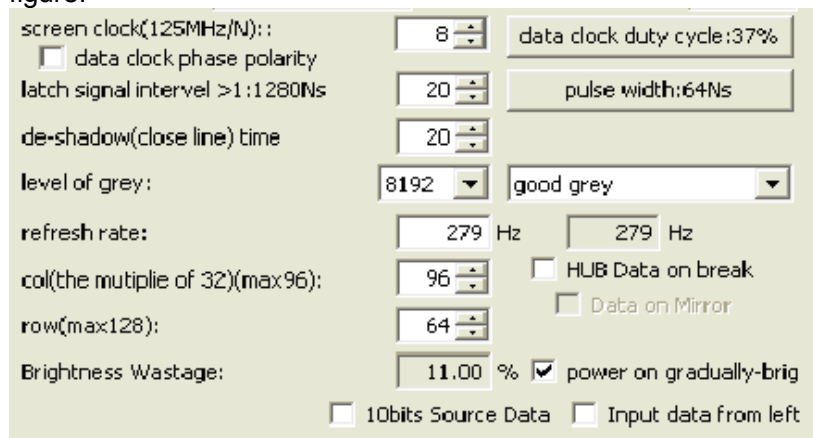 figure.
screen clock(125MHz/N):: 8 data clock duty cycle:37%
data clock phase polarity
latch signal intervel >1:1280Ns 20 pulse width:64Ns
de-shadow(close line) time 20
level of grey: 8192 good grey
refresh rate: 279 Hz 279 Hz
col(the mutiplie of 32)(max96): 96 HUB Data on break
Data on Mirror
row(max128): 64
Brightness Wastage: 11.00 % power on gradually-brig
10bits Source Data Input data from left